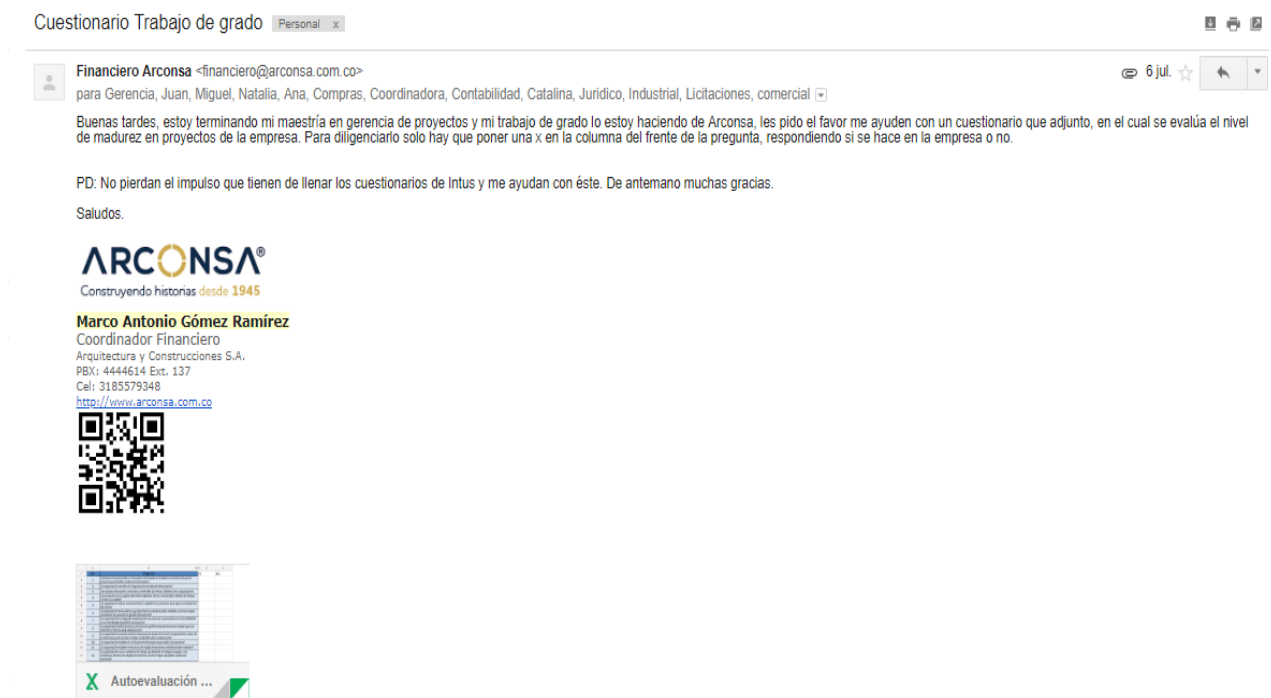 Cuestionario Trabajo de grado Personal x
Financiero Arconsa <financiero@arconsa.com.co> 6 jul.
para Gerencia, Juan, Miguel, Natalia, Ana, Compras, Coordinadora, Contabilidad, Catalina, Juridico, Industrial, Licitaciones, comercial
Buenas tardes, estoy terminando mi maestría en gerencia de proyectos y mi trabajo de grado lo estoy haciendo de Arconsa, les pido el favor me ayuden con un cuestionario que adjunto, en el cual se evalúa el nivel
de madurez en proyectos de la empresa. Para diligenciarlo solo hay que poner una x en la columna del frente de la pregunta, respondiendo si se hace en la empresa o no.
PD: No pierdan el impulso que tienen de llenar los cuestionarios de Intus y me ayudan con éste. De antemano muchas gracias.
Saludos.
ARCONSA®
Construyendo historias desde 1945
Marco Antonio Gómez Ramírez
Coordinador Financiero
Arquitectura y Construcciones S.A.
PBX: 4444614 Ext. 137
Cel: 3185579348
http://www.arconsa.com.co
X Autoevaluación ...